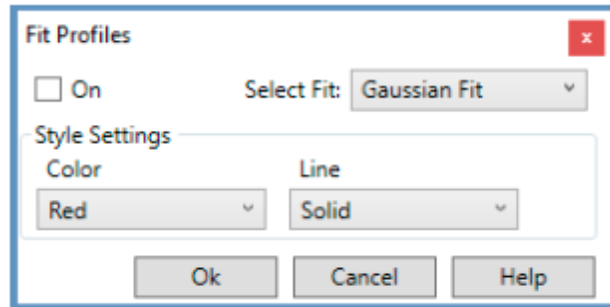 Fit Profiles
x
On Select Fit: Gaussian Fit
Style Settings
Color Line
Red Solid
Ok Cancel Help